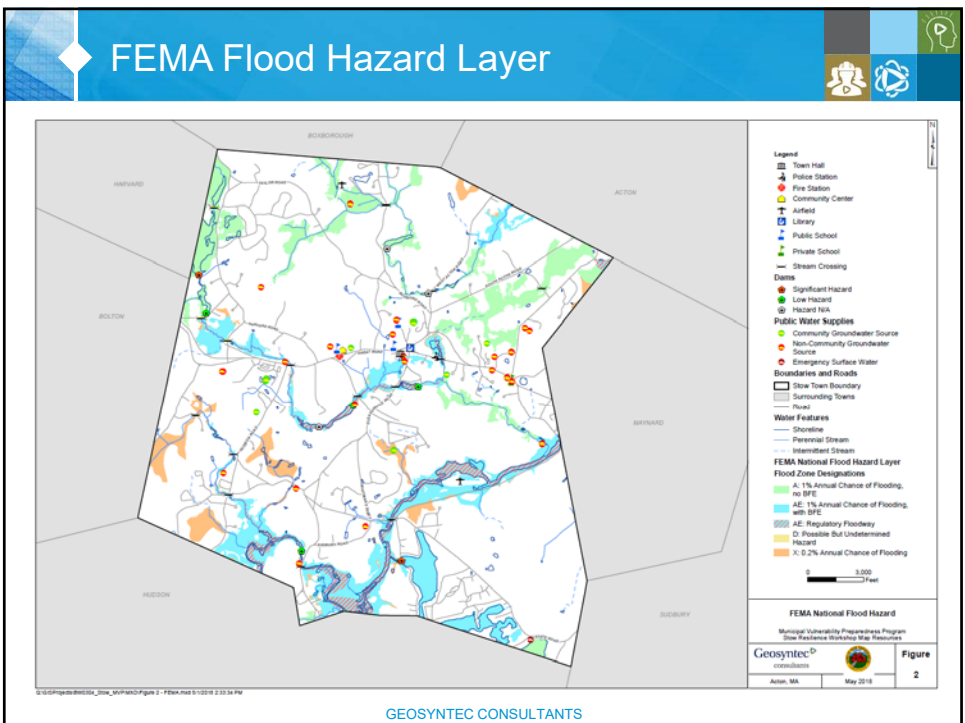 FEMA Flood Hazard Layer
BOXBOROUGH
HARVARD
ACTON
BOLTON
MAYNARD
HUDSON
SUDBURY
N
Legend
Town Hall
Police Station
Fire Station
Community Center
Airfield
Library
Public School
Private School
Stream Crossing
Dams
Significant Hazard
Low Hazard
Hazard N/A
Public Water Supplies
Community Groundwater Source
Non-Community Groundwater
Source
Emergency Surface Water
Boundaries and Roads
Stow Town Boundary
Surrounding Towns
Road
Water Features
Shoreline
Perennial Stream
Intermittent Stream
FEMA National Flood Hazard Layer
Flood Zone Designations
A: 1% Annual Chance of Flooding,
no BFE
AE: 1% Annual Chance of Flooding,
with BFE
AE: Regulatory Floodway
D: Possible But Undetermined
Hazard
X: 0.2% Annual Chance of Flooding
0 3,000
Feet
FEMA National Flood Hazard
Municipal Vulnerability Preparedness Program
Stow Resilience Workshop Map Resources
Geosyntec
consultants
Figure
2
Acton, MA
May 2018
GEOSYNTEC CONSULTANTS